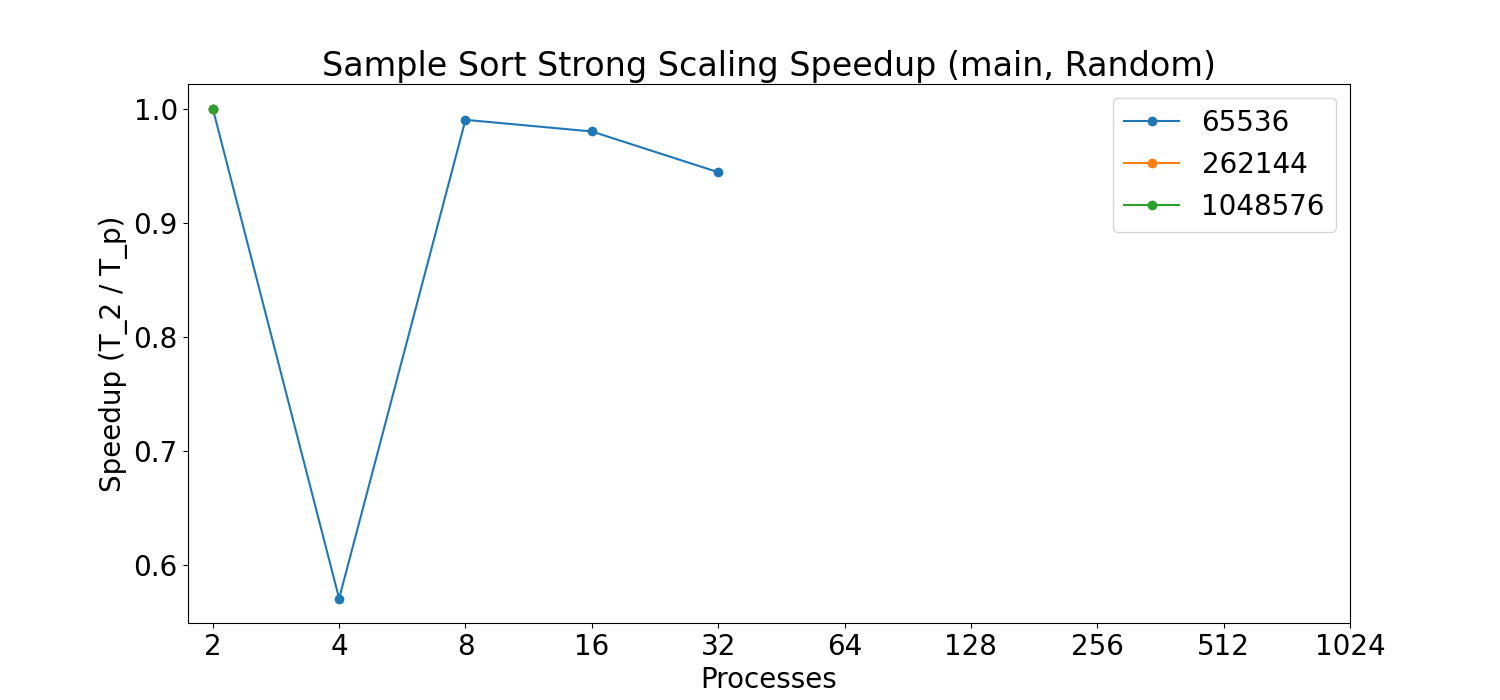 Sample Sort Strong Scaling Speedup (main, Random)
1.0
0.9
0.8
0.7
0.6
Speedup (T_2 / T_p)
65536
262144
1048576
2 4 8 16 32 64 128 256 512 1024
Processes